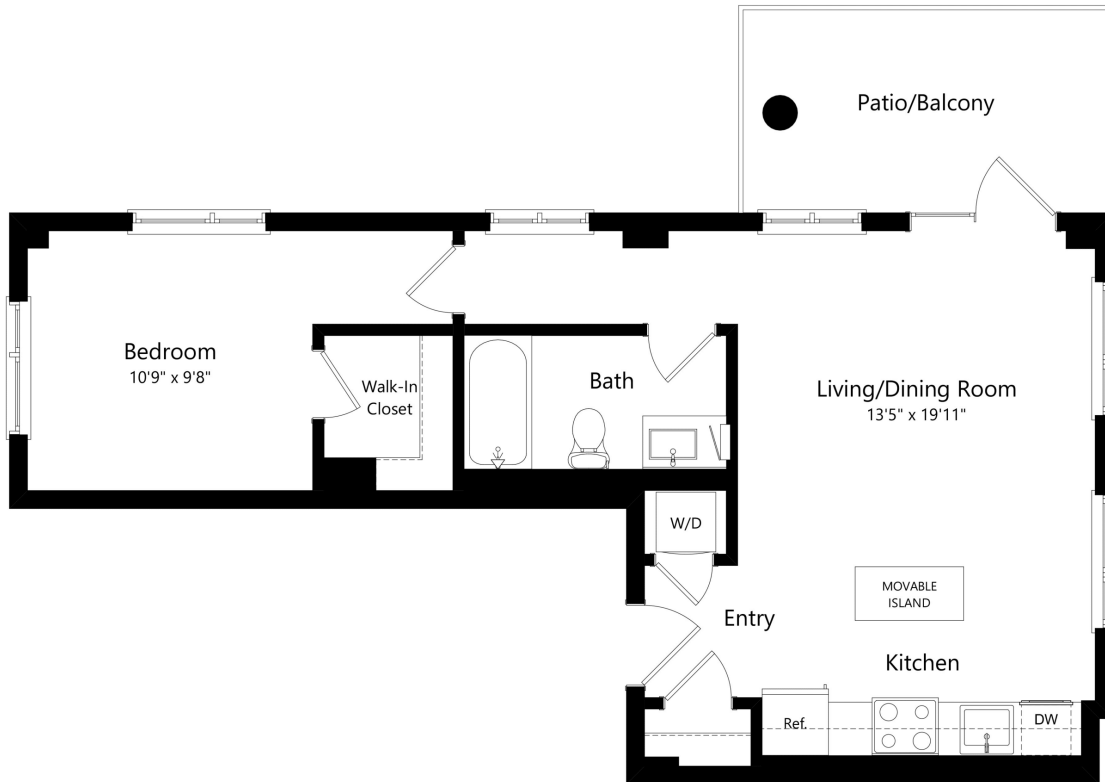 Patio/Balcony
Bedroom
10'9" x 9'8"
Walk-In
Closet
Bath
Living/Dining Room
13'5" x 19'11"
W/D
MOVABLE
ISLAND
Entry
Kitchen
Ref.
DW